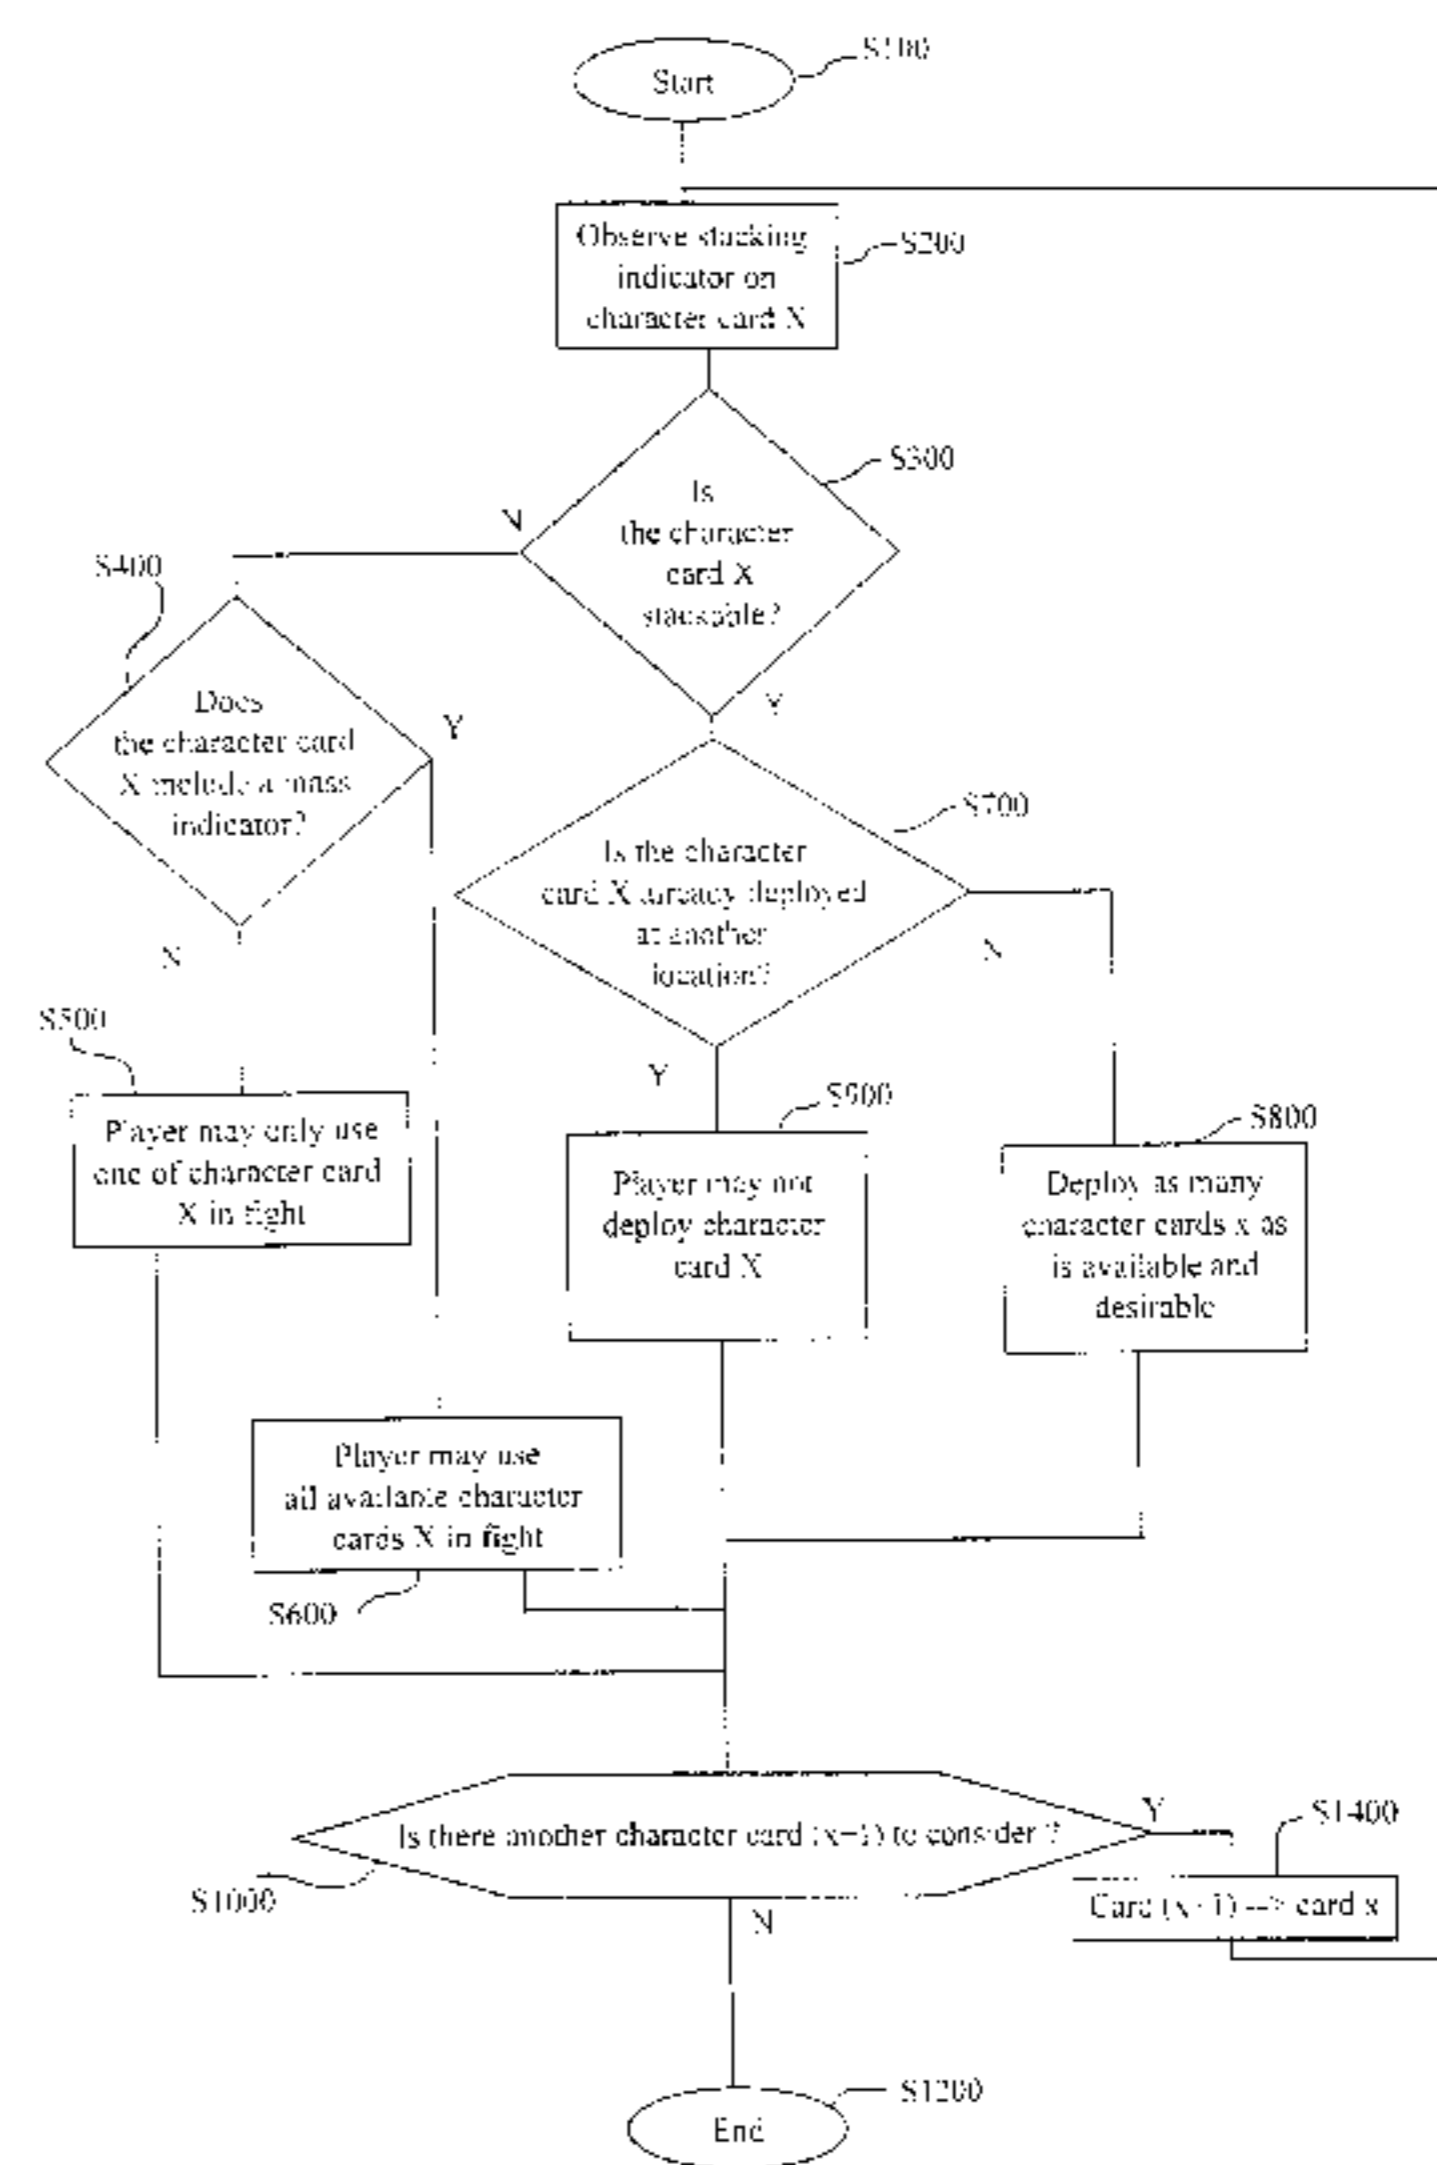 Start
S100
Observe stacking
indicator on
character card X
S200
Is
the character
card X
stackable?
S300
N
Y
S400
Does
the character card
X include a mass
indicator?
Y
N
S700
Is the character
card X already deployed
at another
location?
N
Y
S500
Player may only use
one of character card
X in fight
S900
Player may not
deploy character
card X
S800
Deploy as many
character cards x as
is available and
desirable
Player may use
all available character
cards X in fight
S600
Is there another character card (x+1) to consider ?
S1000
Y
N
S1400
Card (x+1) --> card x
S1200
End